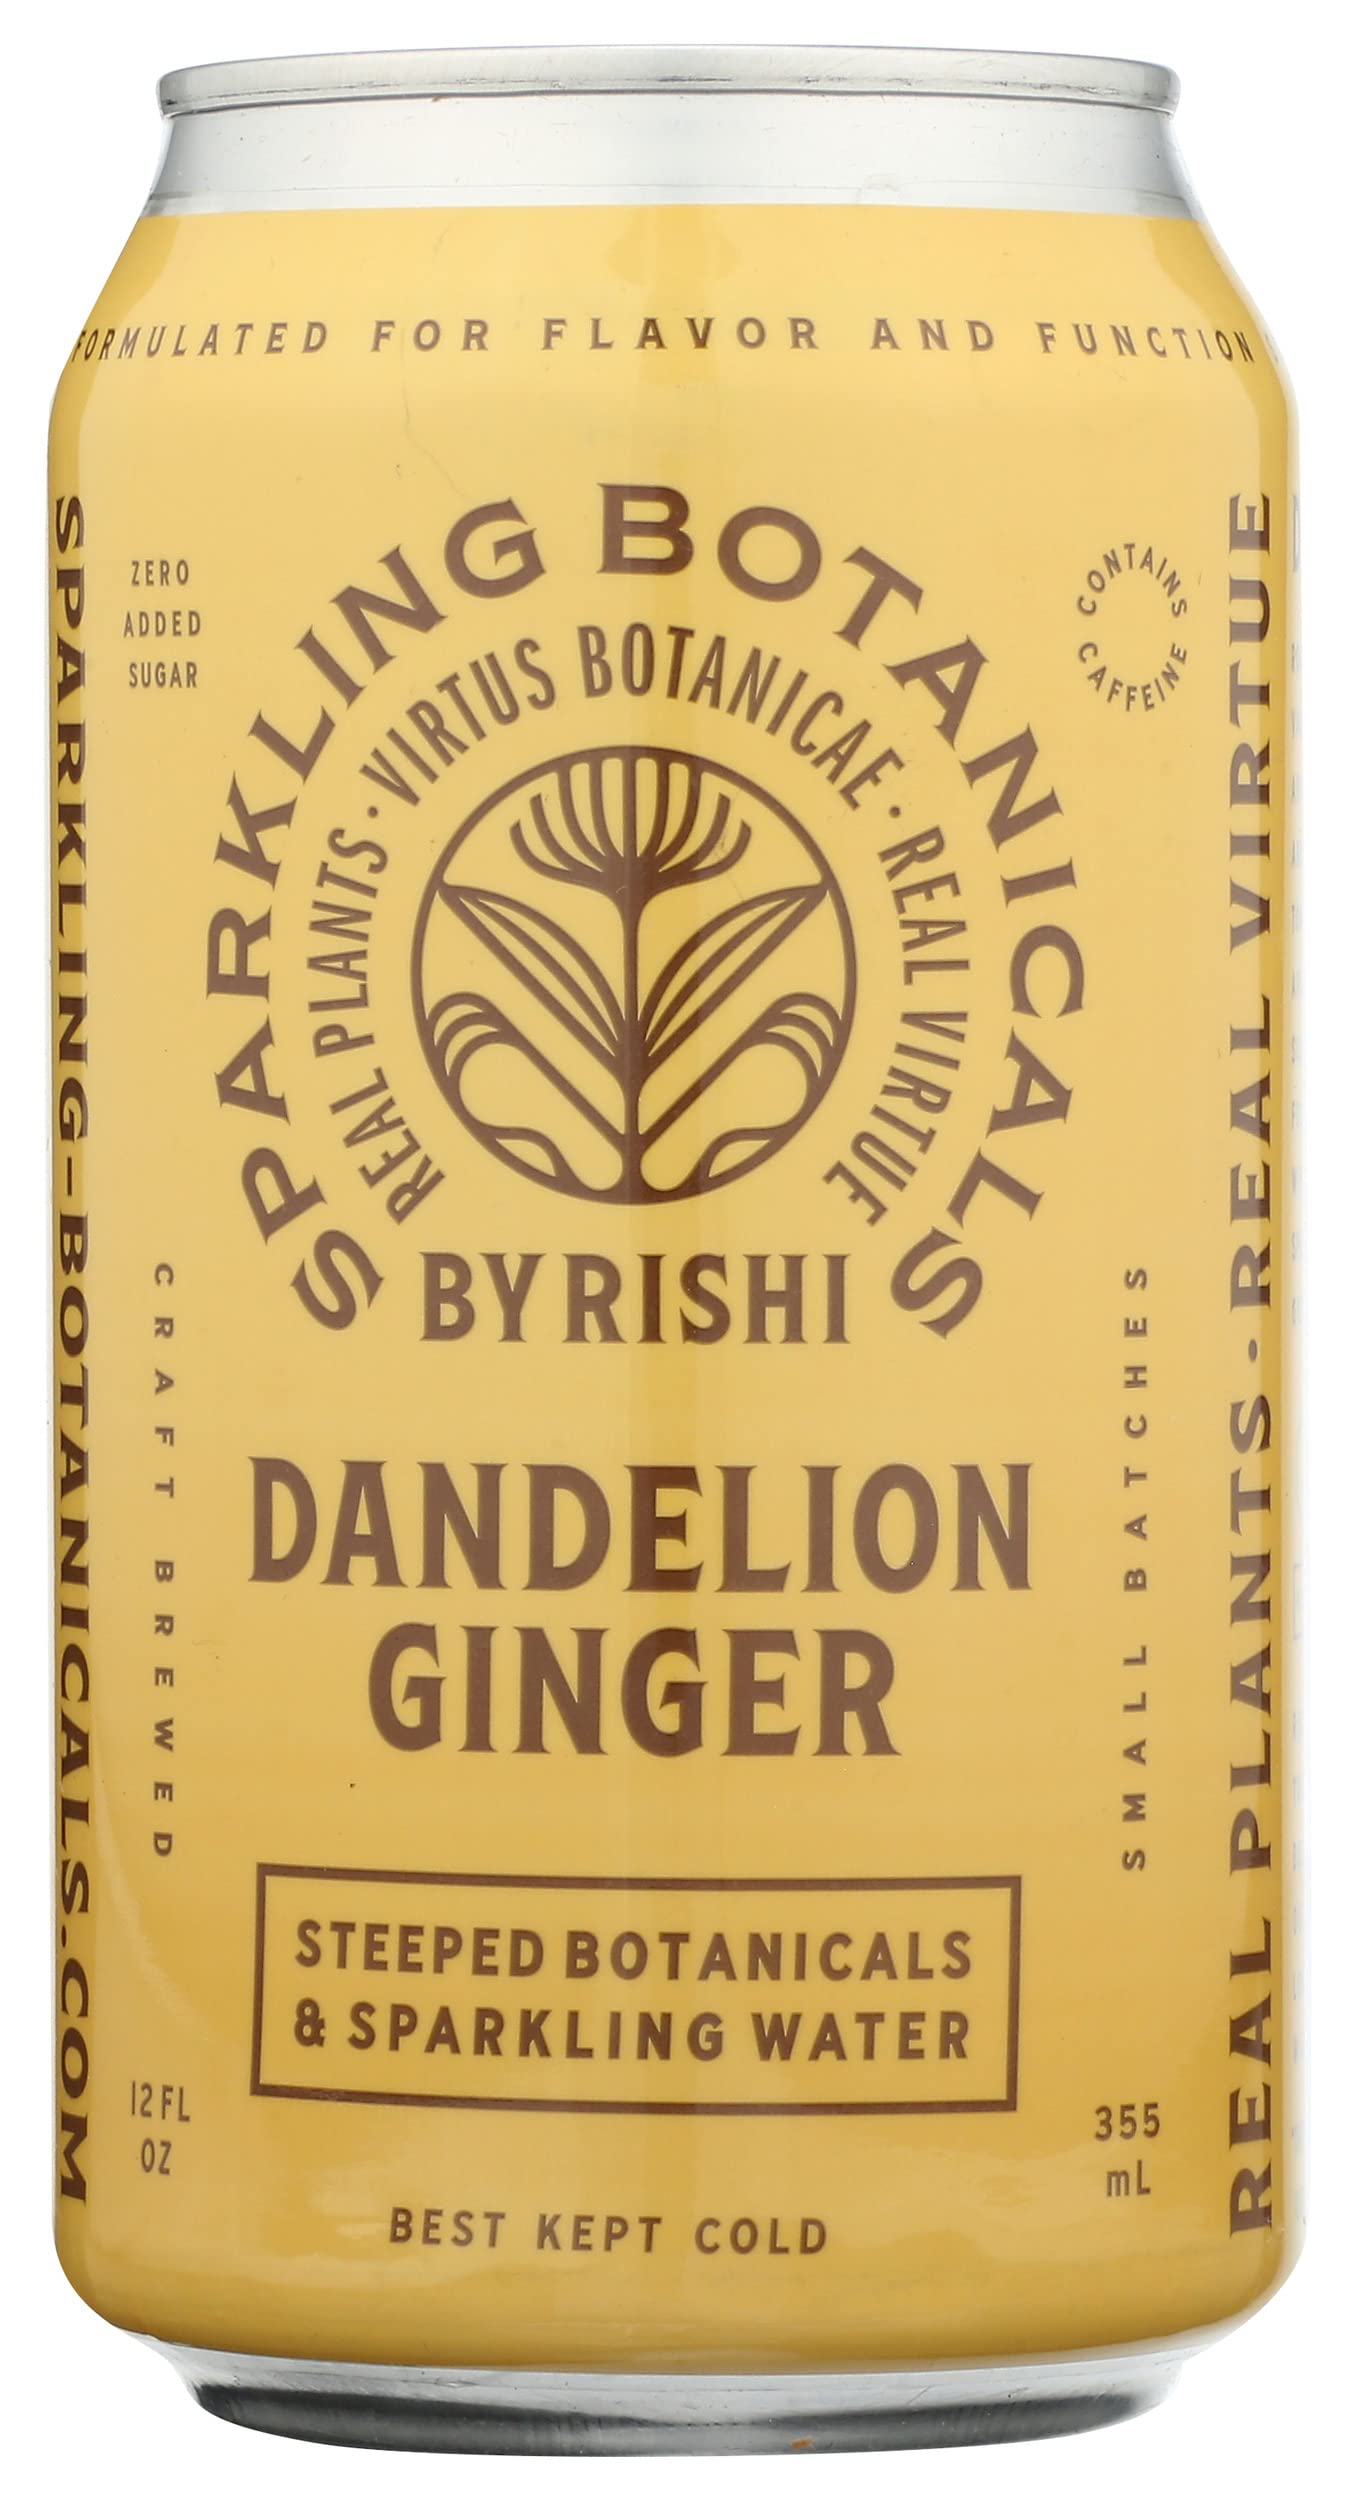 FORMULATED FOR FLAVOR AND FUNCTION
SPARKLING BOTANICALS
REAL PLANTS · VIRTUS BOTANICAE · REAL VIRTUE
BY RISHI
ZERO
ADDED
SUGAR
CONTAINS
CAFFEINE
SPARKLING-BOTANICALS.COM
CRAFT BREWED
SMALL BATCHES
REAL PLANTS · REAL VIRTUE
DANDELION
GINGER
STEEPED BOTANICALS
& SPARKLING WATER
12 FL
OZ
355
mL
BEST KEPT COLD